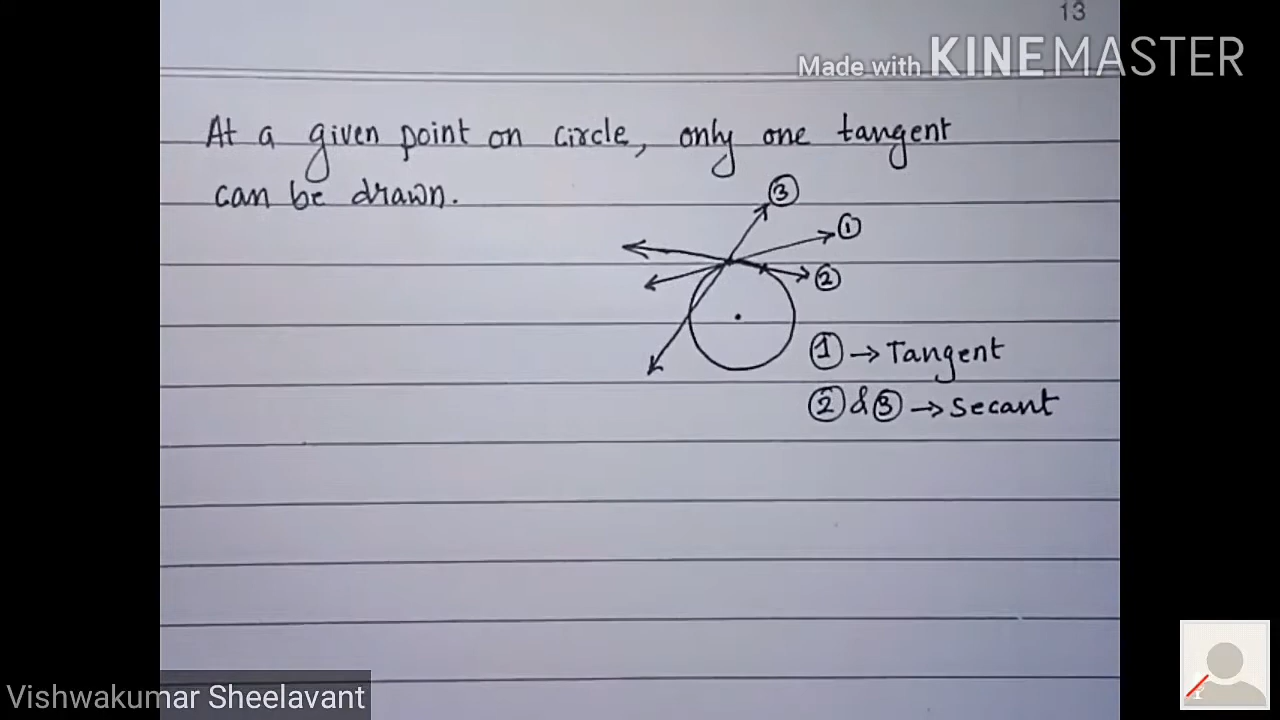 13
Made with KINEMASTER
At a given point on circle, only one tangent
can be drawn.
3
1
2
1 → Tangent
2 & 3 → Secant
Vishwakumar Sheelavant